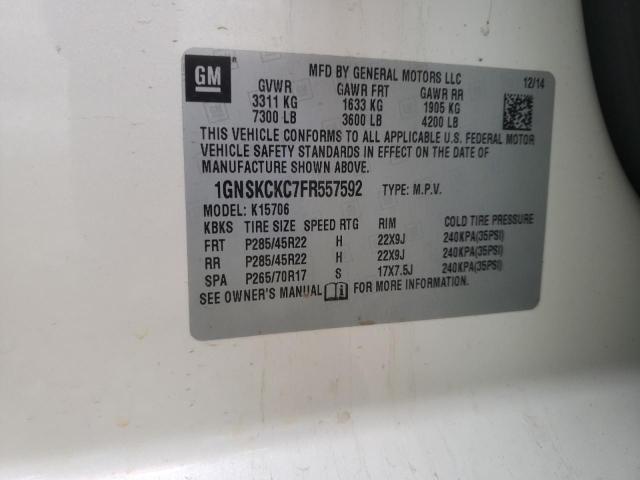 GM
MFD BY GENERAL MOTORS LLC 12/14
GVWR GAWR FRT GAWR RR
3311 KG 1633 KG 1905 KG
7300 LB 3600 LB 4200 LB
THIS VEHICLE CONFORMS TO ALL APPLICABLE U.S. FEDERAL MOTOR
VEHICLE SAFETY STANDARDS IN EFFECT ON THE DATE OF
MANUFACTURE SHOWN ABOVE.
1GNSKCKC7FR557592 TYPE: M.P.V.
MODEL: K15706
KBKS TIRE SIZE SPEED RTG RIM COLD TIRE PRESSURE
FRT P285/45R22 H 22X9J 240KPA(35PSI)
RR P285/45R22 H 22X9J 240KPA(35PSI)
SPA P265/70R17 S 17X7.5J 240KPA(35PSI)
SEE OWNER'S MANUAL FOR MORE INFORMATION.